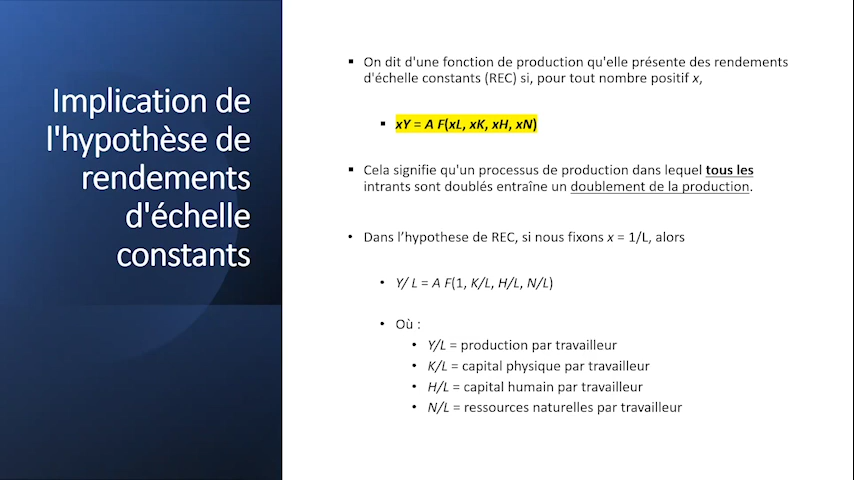 Implication de
l'hypothèse de
rendements
d'échelle
constants
▪ On dit d'une fonction de production qu'elle présente des rendements
d'échelle constants (REC) si, pour tout nombre positif x,
▪ xY = A F(xL, xK, xH, xN)
▪ Cela signifie qu'un processus de production dans lequel tous les
intrants sont doublés entraîne un doublement de la production.
• Dans l'hypothese de REC, si nous fixons x = 1/L, alors
• Y/ L = A F(1, K/L, H/L, N/L)
• Où :
• Y/L = production par travailleur
• K/L = capital physique par travailleur
• H/L = capital humain par travailleur
• N/L = ressources naturelles par travailleur